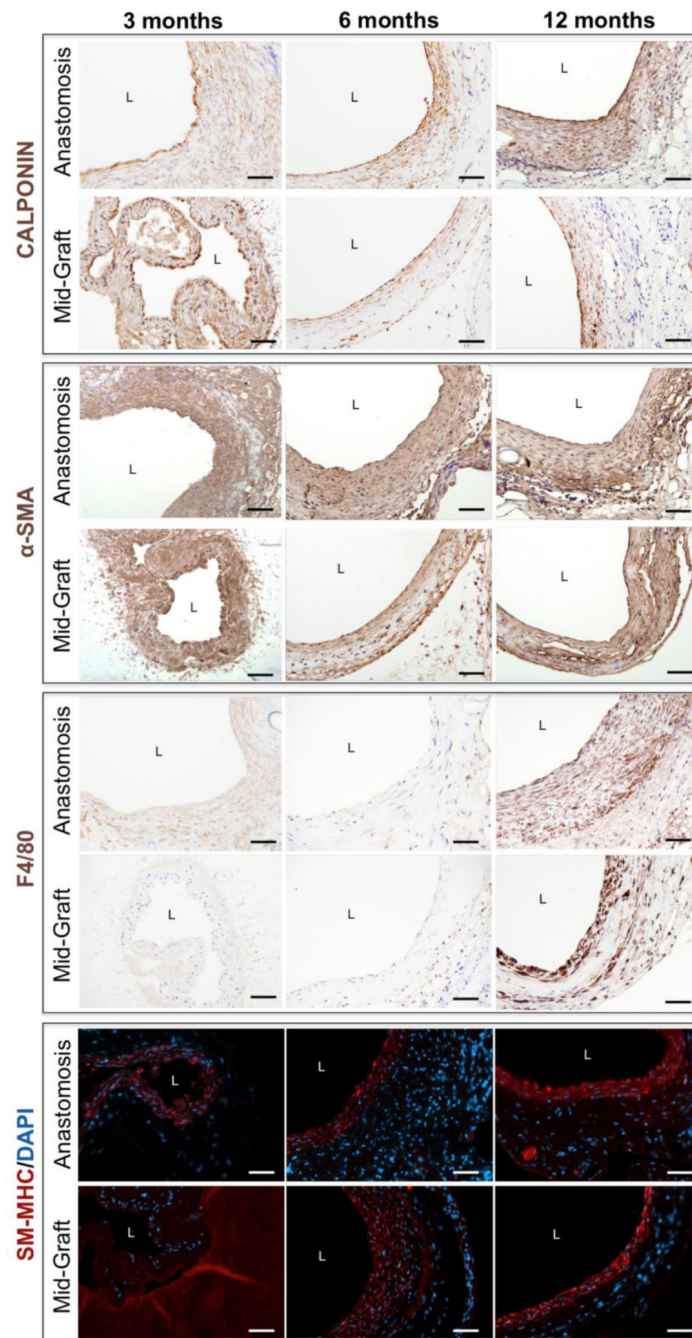 3 months 6 months 12 months
CALPONIN
Anastomosis
L L L
Mid-Graft
L L L
α-SMA
Anastomosis
L L L
Mid-Graft
L L L
F4/80
Anastomosis
L L L
Mid-Graft
L L L
SM-MHC/DAPI
Anastomosis
L L L
Mid-Graft
L L L